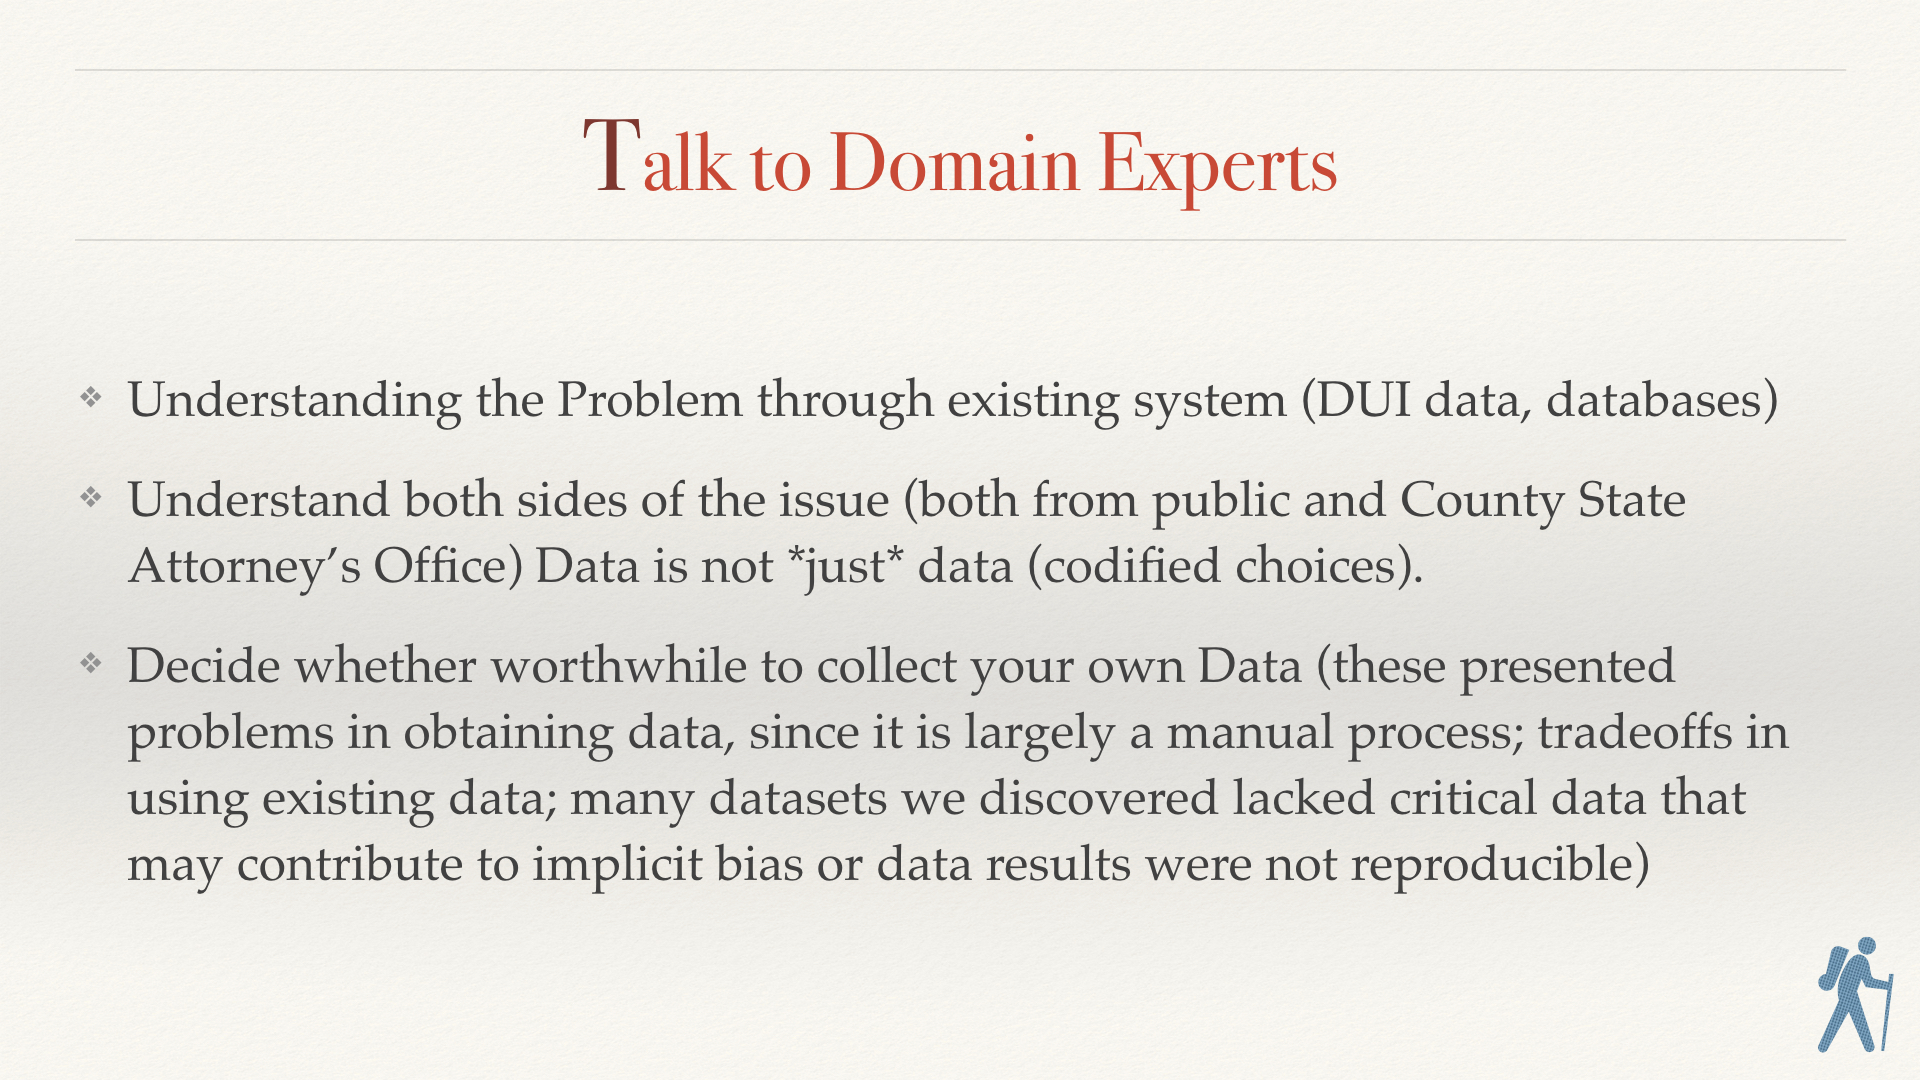 Talk to Domain Experts
❖ Understanding the Problem through existing system (DUI data, databases)
❖ Understand both sides of the issue (both from public and County State
Attorney’s Office) Data is not *just* data (codified choices).
❖ Decide whether worthwhile to collect your own Data (these presented
problems in obtaining data, since it is largely a manual process; tradeoffs in
using existing data; many datasets we discovered lacked critical data that
may contribute to implicit bias or data results were not reproducible)